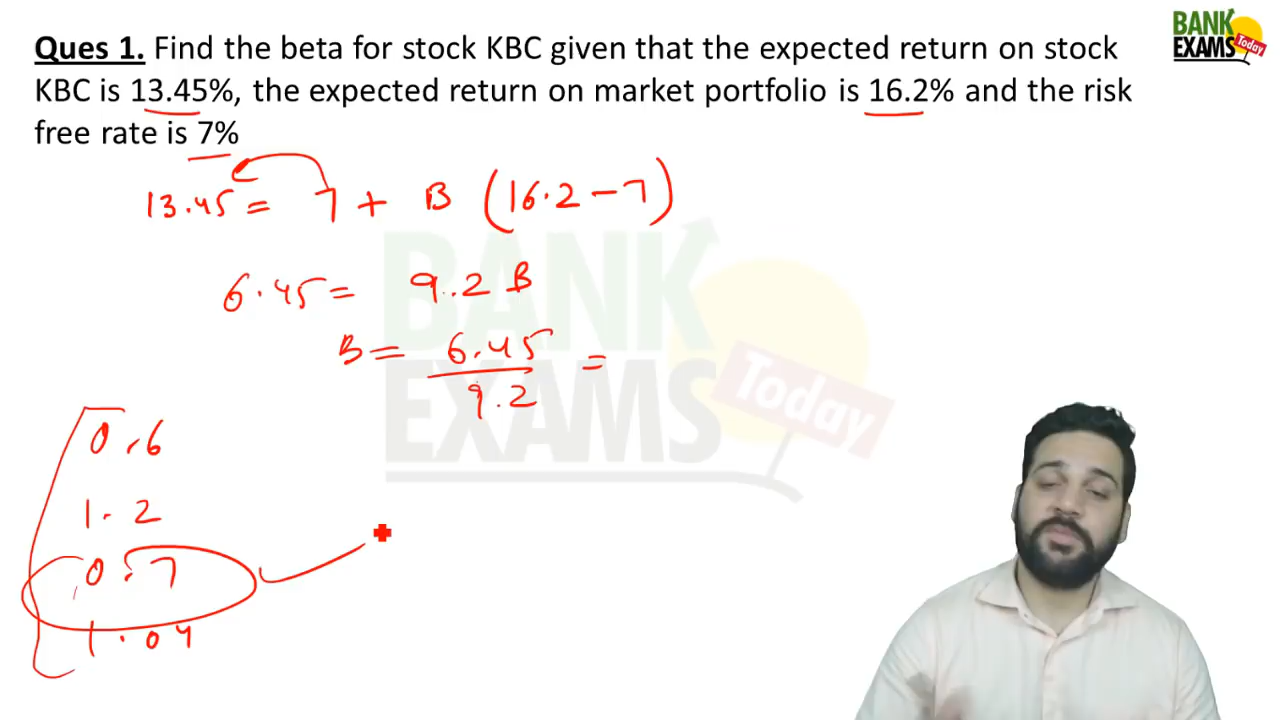 BANK
EXAMS
Today
Ques 1. Find the beta for stock KBC given that the expected return on stock
KBC is 13.45%, the expected return on market portfolio is 16.2% and the risk
free rate is 7%
13.45 = 7 + B (16.2 - 7)
6.45 = 9.2 B
B = 6.45 / 9.2 =
BANK
EXAMS
Today
0.6
1.2
0.7
1.04